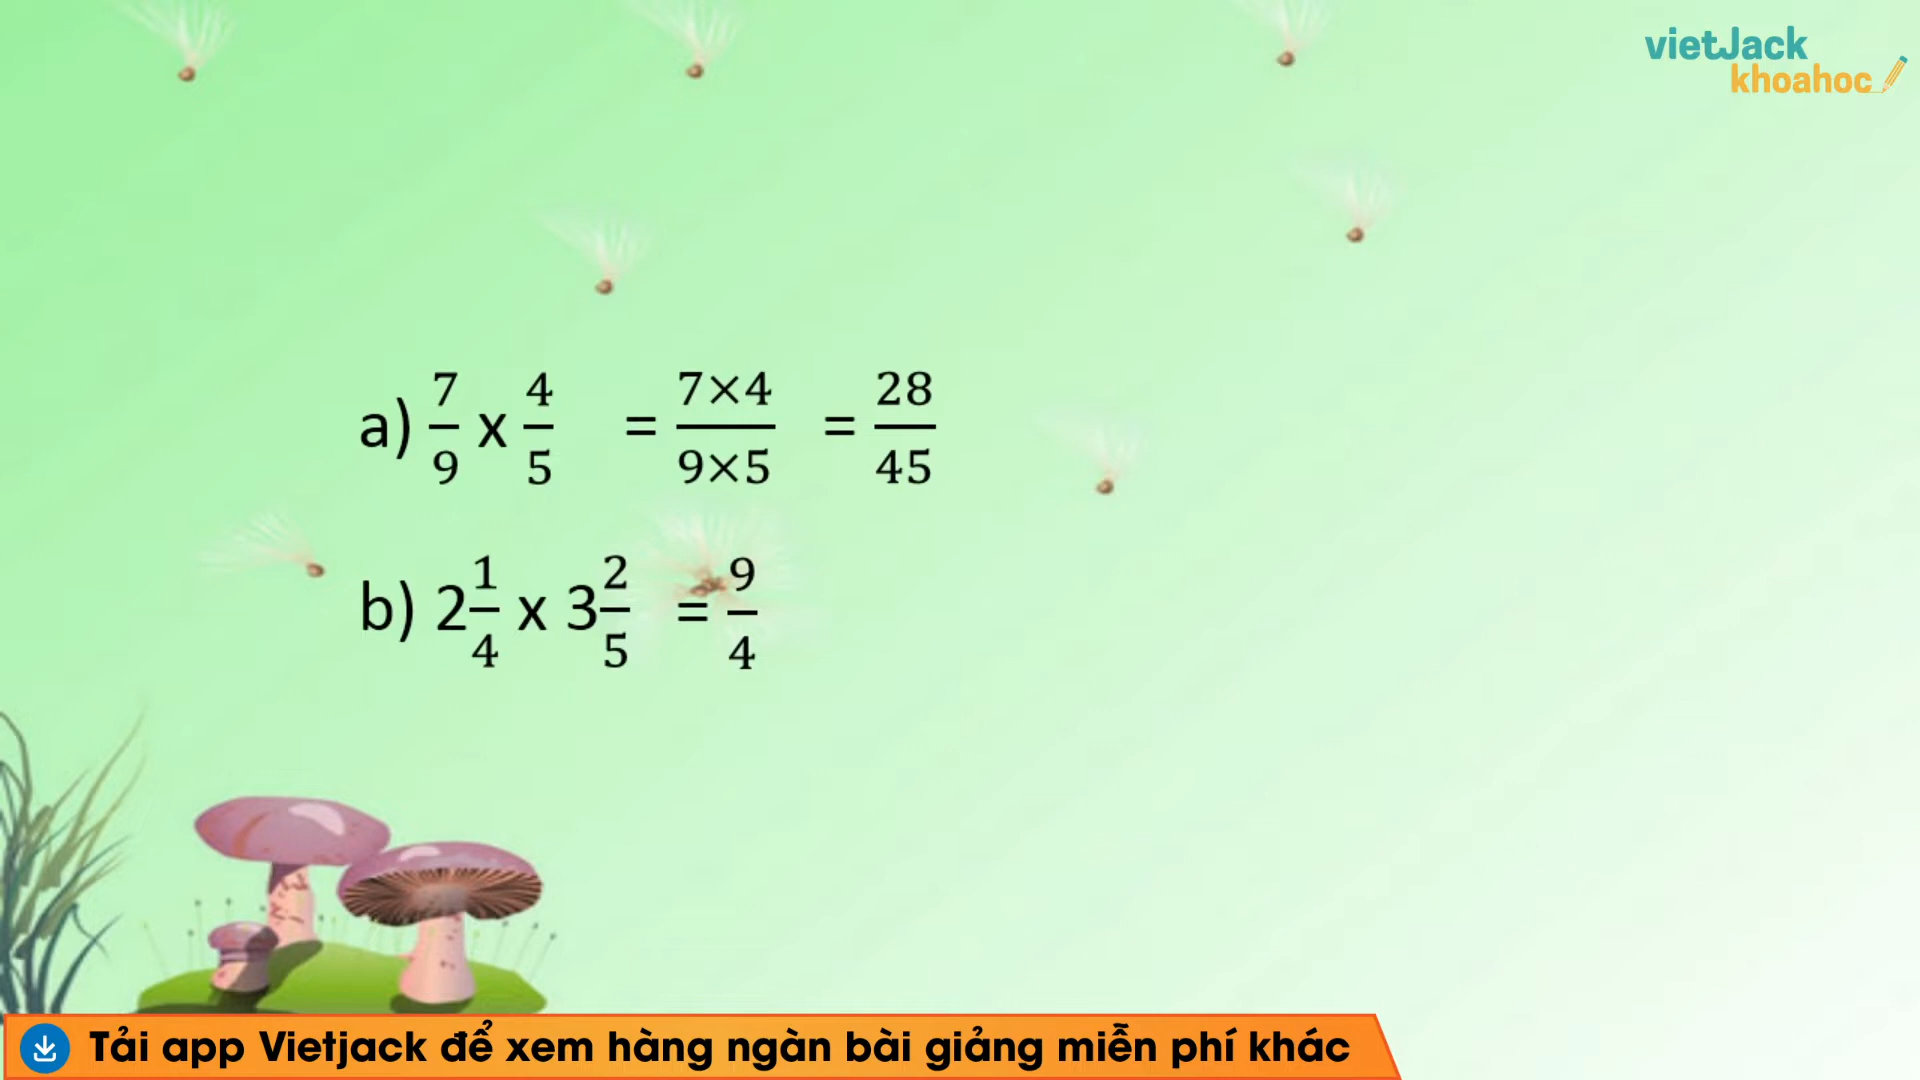 vietJack
khoahoc
a) 7/9 x 4/5 = 7×4/9×5 = 28/45
b) 2 1/4 x 3 2/5 = 9/4
Tải app Vietjack để xem hàng ngàn bài giảng miễn phí khác